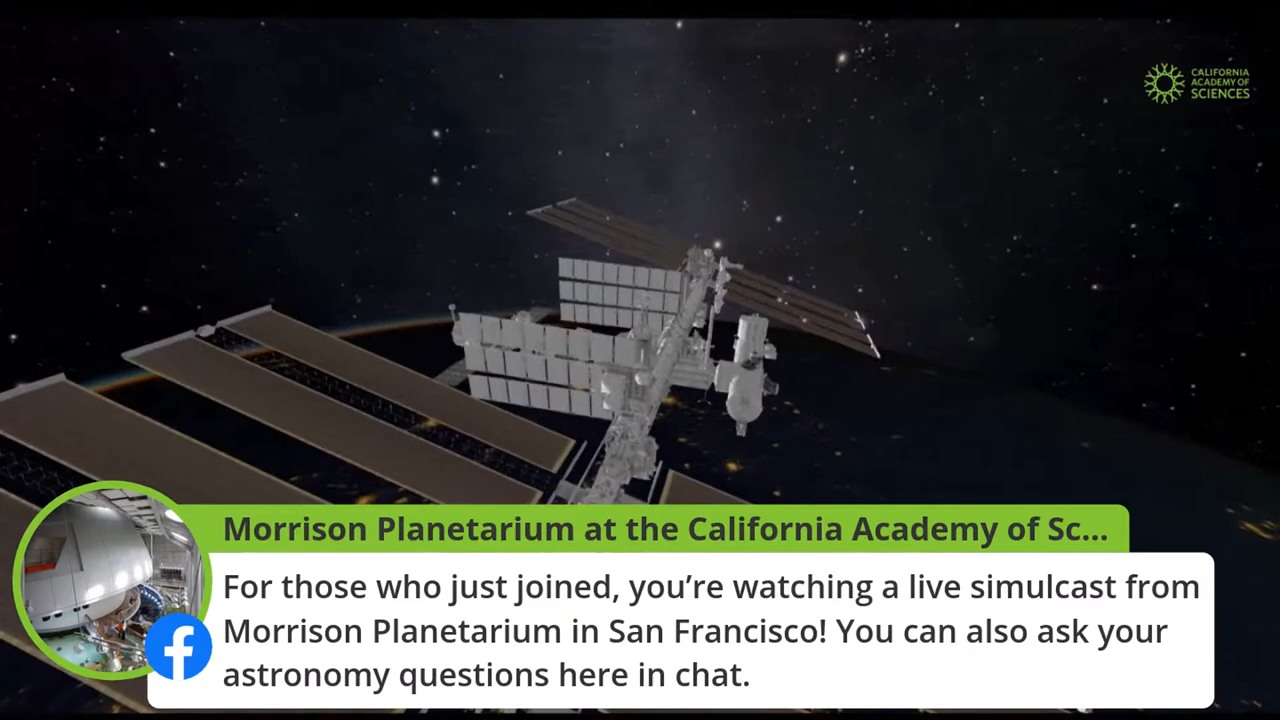 CALIFORNIA
ACADEMY OF
SCIENCES
Morrison Planetarium at the California Academy of Sc...
For those who just joined, you’re watching a live simulcast from
Morrison Planetarium in San Francisco! You can also ask your
astronomy questions here in chat.